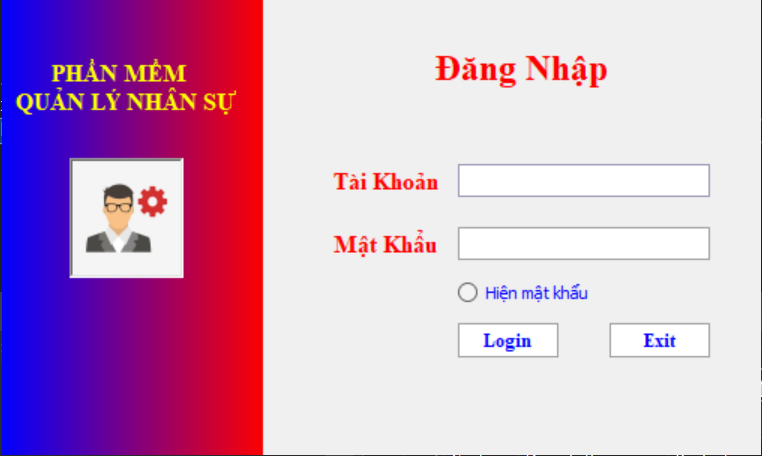 PHẦN MỀM
QUẢN LÝ NHÂN SỰ
Đăng Nhập
Tài Khoản
Mật Khẩu
Hiện mật khẩu
Login
Exit